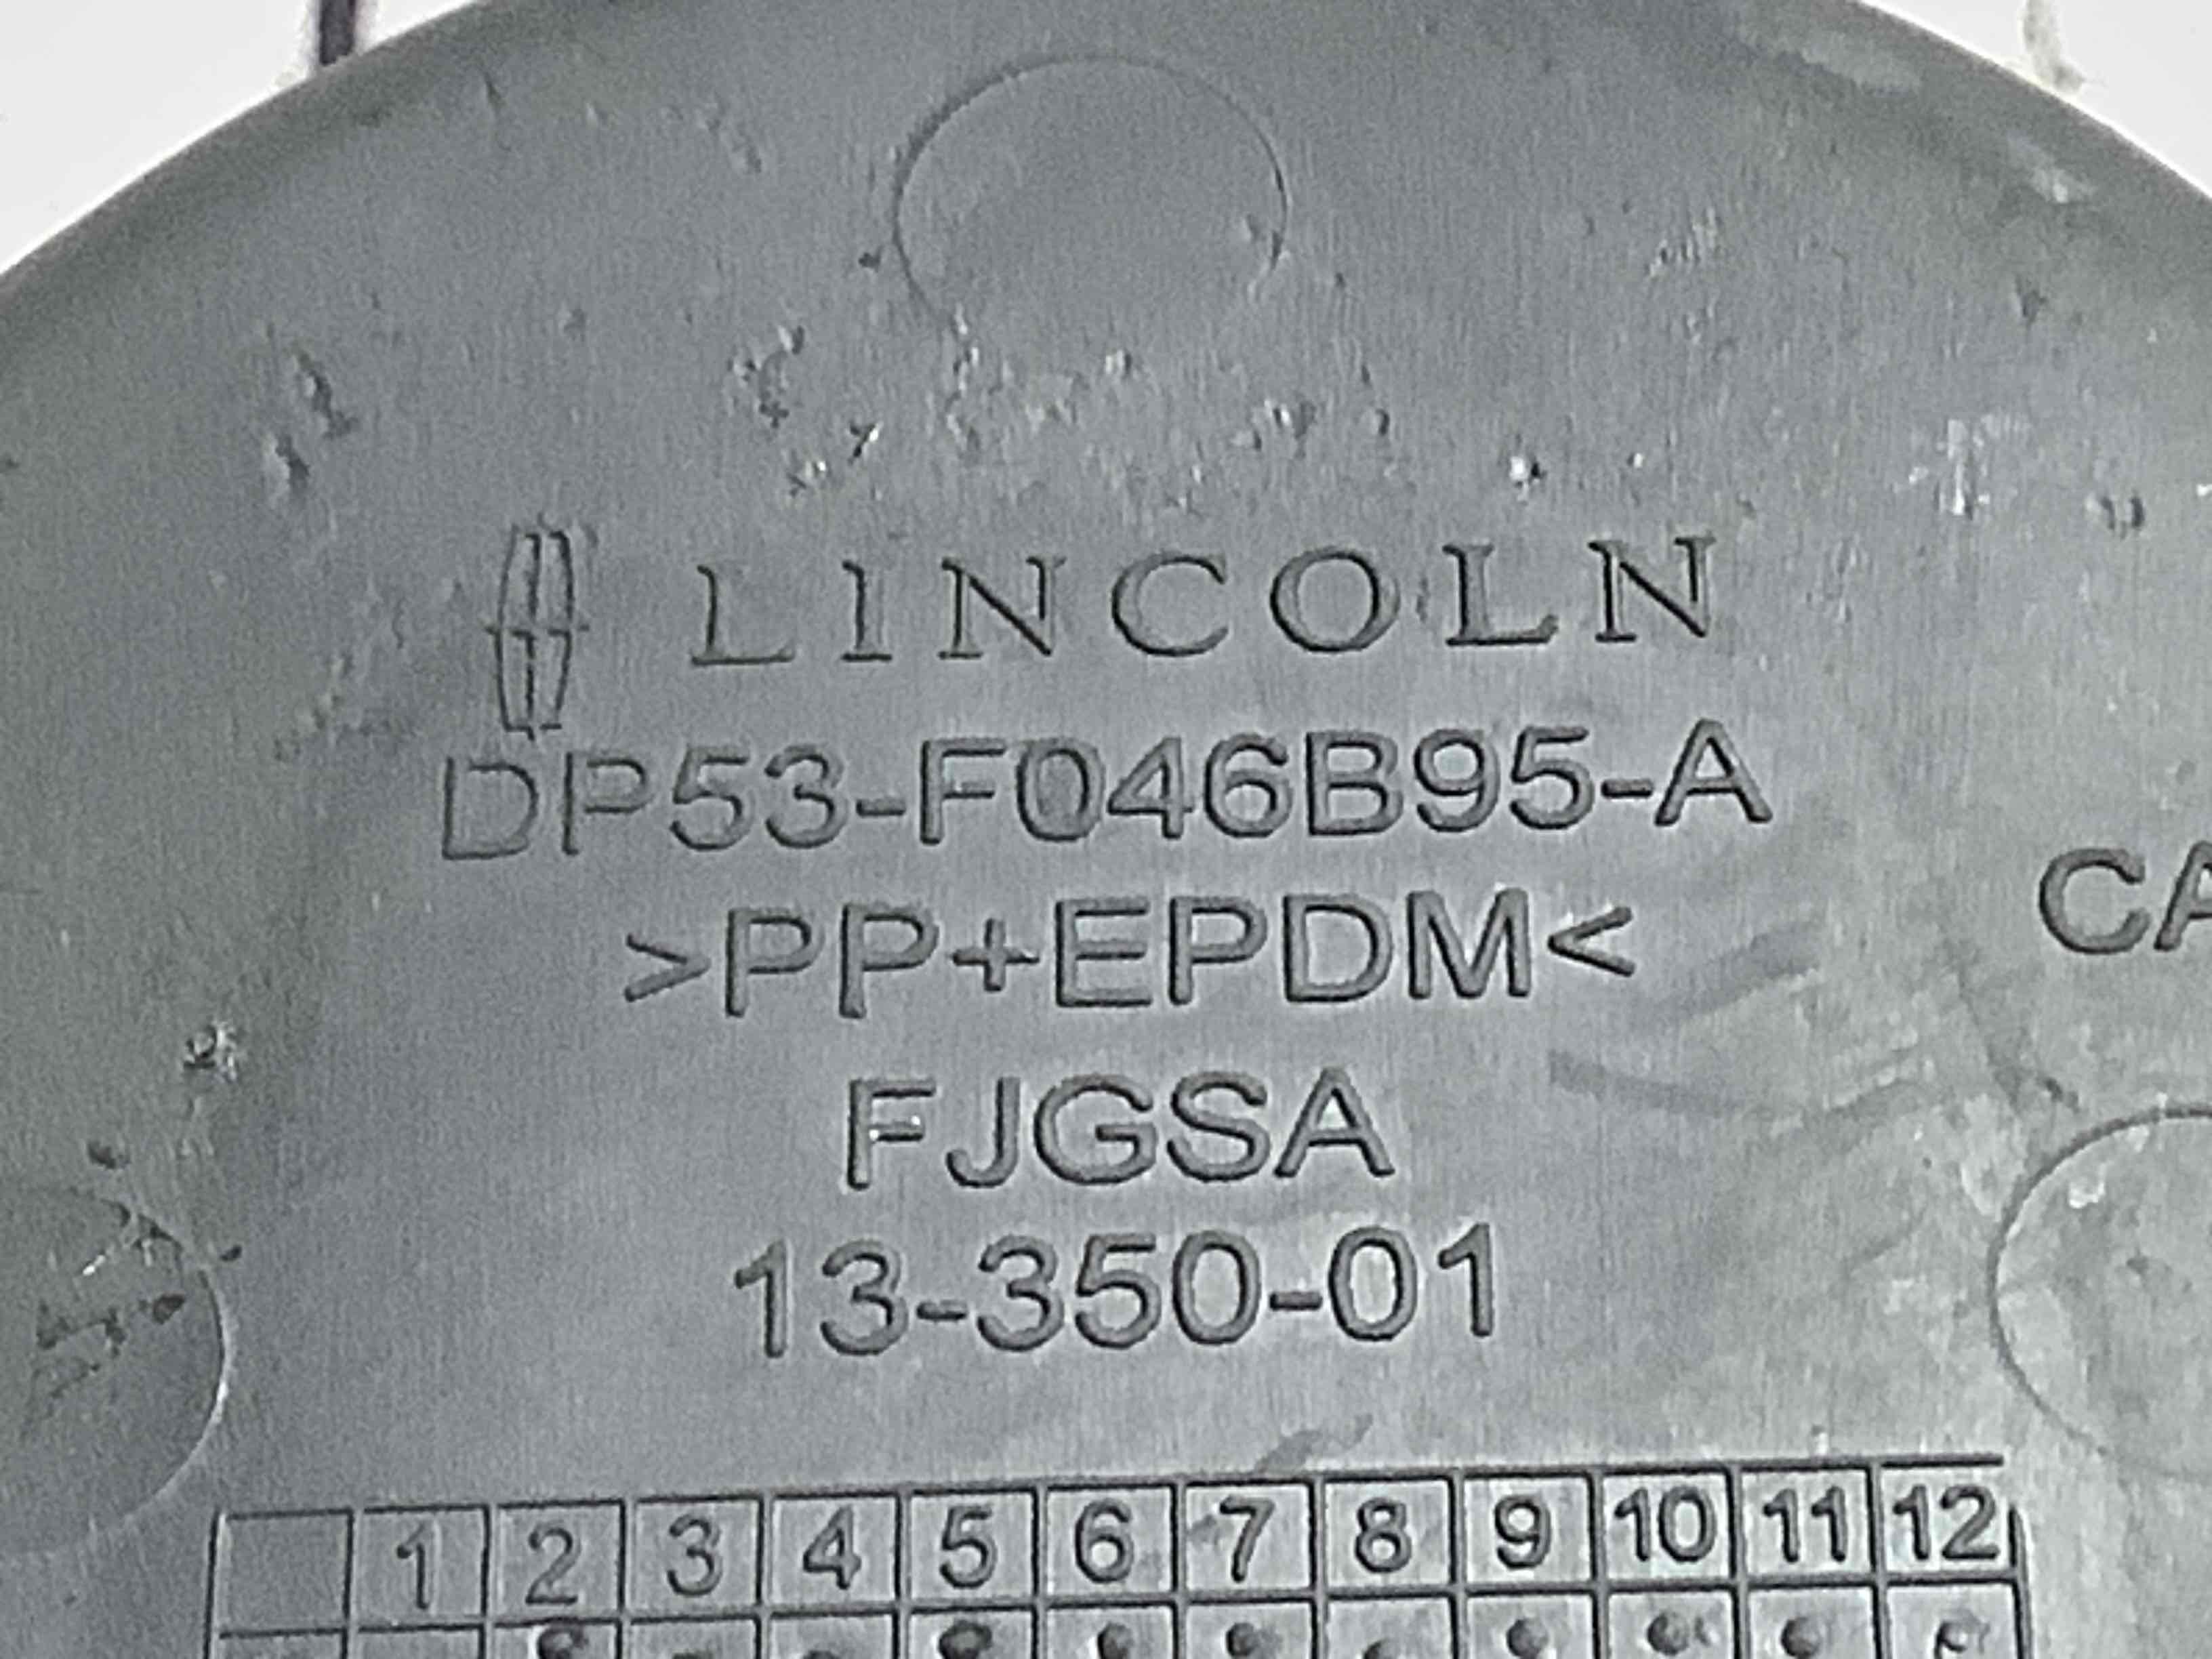 LINCOLN
DP53-F046B95-A
>PP+EPDM<
CA
FJGSA
13-350-01
1 2 3 4 5 6 7 8 9 10 11 12